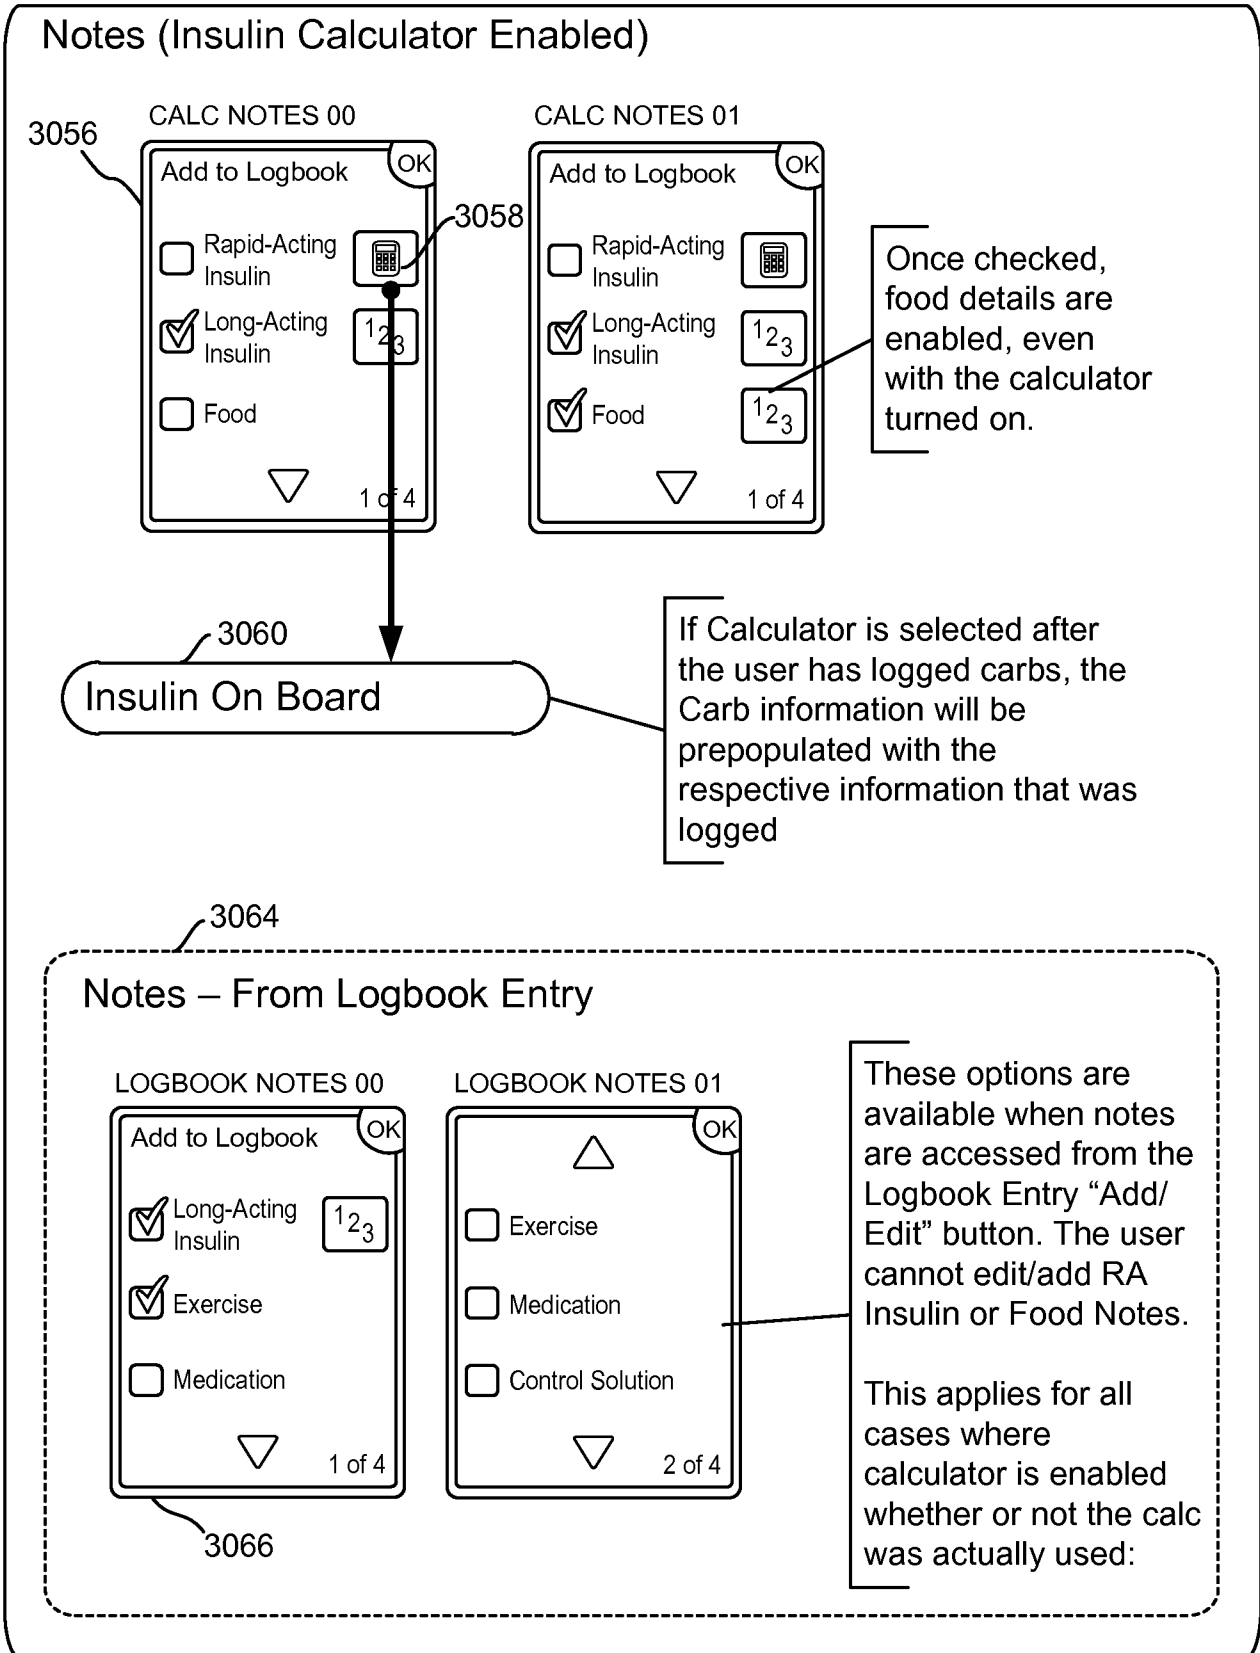 Notes (Insulin Calculator Enabled)
CALC NOTES 00
3056
Add to Logbook
OK
Rapid-Acting
Insulin
3058
Long-Acting
Insulin
123
Food
1 of 4
CALC NOTES 01
Add to Logbook
OK
Rapid-Acting
Insulin
Long-Acting
Insulin
123
Food
123
1 of 4
Once checked,
food details are
enabled, even
with the calculator
turned on.
3060
Insulin On Board
If Calculator is selected after
the user has logged carbs, the
Carb information will be
prepopulated with the
respective information that was
logged
3064
Notes – From Logbook Entry
LOGBOOK NOTES 00
Add to Logbook
OK
Long-Acting
Insulin
123
Exercise
Medication
1 of 4
3066
LOGBOOK NOTES 01
OK
Exercise
Medication
Control Solution
2 of 4
These options are
available when notes
are accessed from the
Logbook Entry “Add/
Edit” button. The user
cannot edit/add RA
Insulin or Food Notes.
This applies for all
cases where
calculator is enabled
whether or not the calc
was actually used: